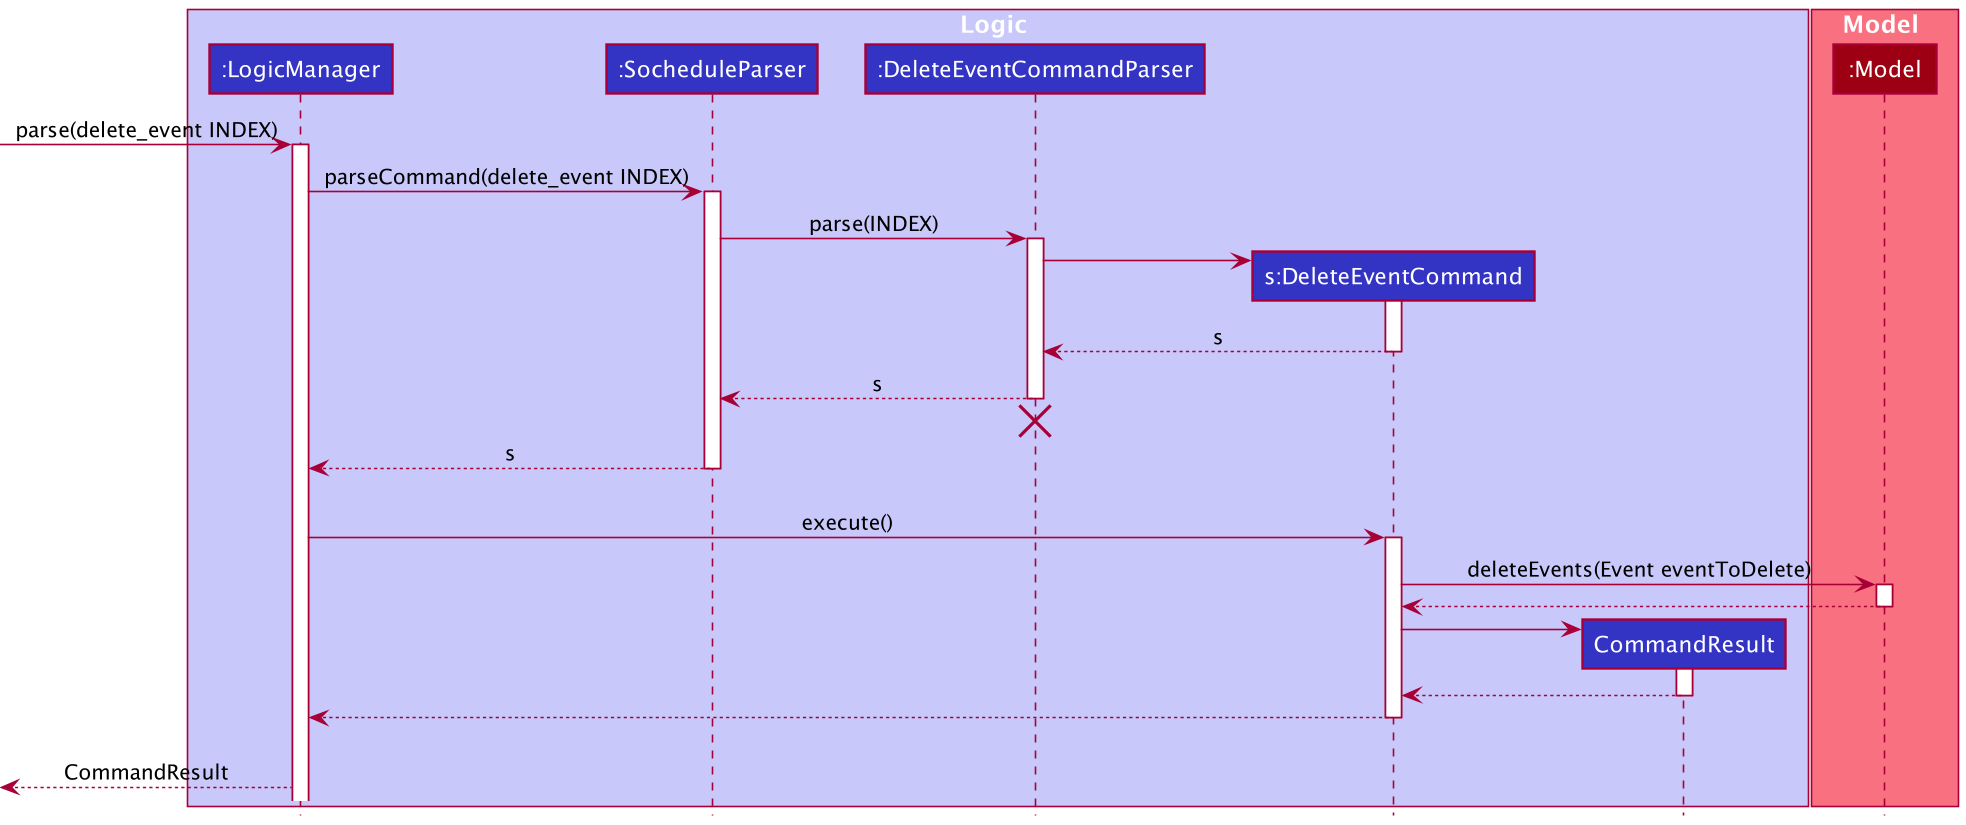 Logic
Model
:LogicManager
:SocheduleParser
:DeleteEventCommandParser
:Model
parse(delete_event INDEX)
parseCommand(delete_event INDEX)
parse(INDEX)
s:DeleteEventCommand
s
s
s
execute()
deleteEvents(Event eventToDelete)
CommandResult
CommandResult